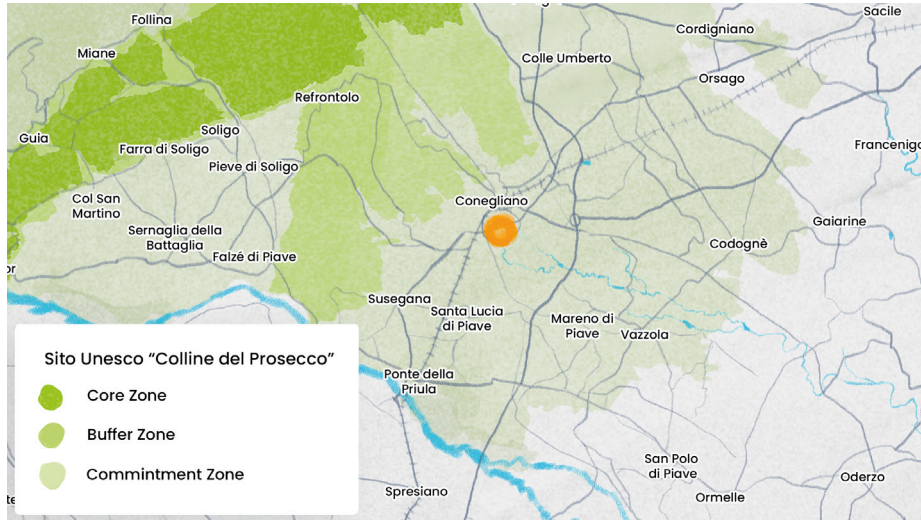 Follina
Sacile
Cordigniano
Miane
Colle Umberto
Orsago
Refrontolo
Soligo
Guia
Farra di Soligo
Francenigo
Pieve di Soligo
Col San
Martino
Conegliano
Gaiarine
Sernaglia della
Battaglia
Codognè
Falzé di Piave
or
Susegana
Santa Lucia
di Piave
Mareno di
Piave
Vazzola
Sito Unesco “Colline del Prosecco”
Ponte della
Priula
Core Zone
Buffer Zone
Commintment Zone
San Polo
di Piave
Oderzo
Spresiano
Ormelle
te